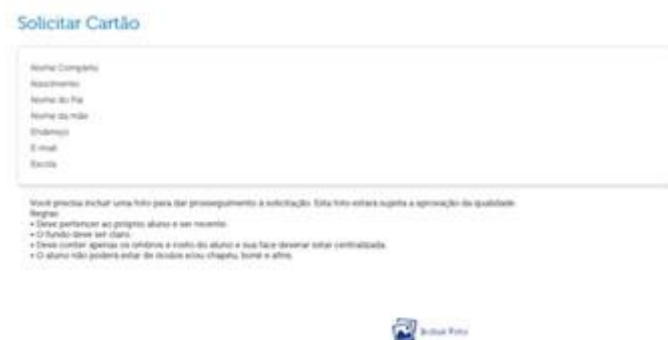 Solicitar Cartão
Nome Completo
Nascimento
Nome do Pai
Nome da mãe
Endereço
E-mail
Escola
Você precisa incluir uma foto para dar prosseguimento à solicitação. Esta foto estará sujeita a aprovação da qualidade
Regras:
• Deve pertencer ao próprio aluno e ser recente.
• O fundo deve ser claro.
• Deve conter apenas os ombros e rosto do aluno e sua face deverar estar centralizada.
• O aluno não poderá estar de óculos e/ou chapéu, boné e afins.
Incluir Foto